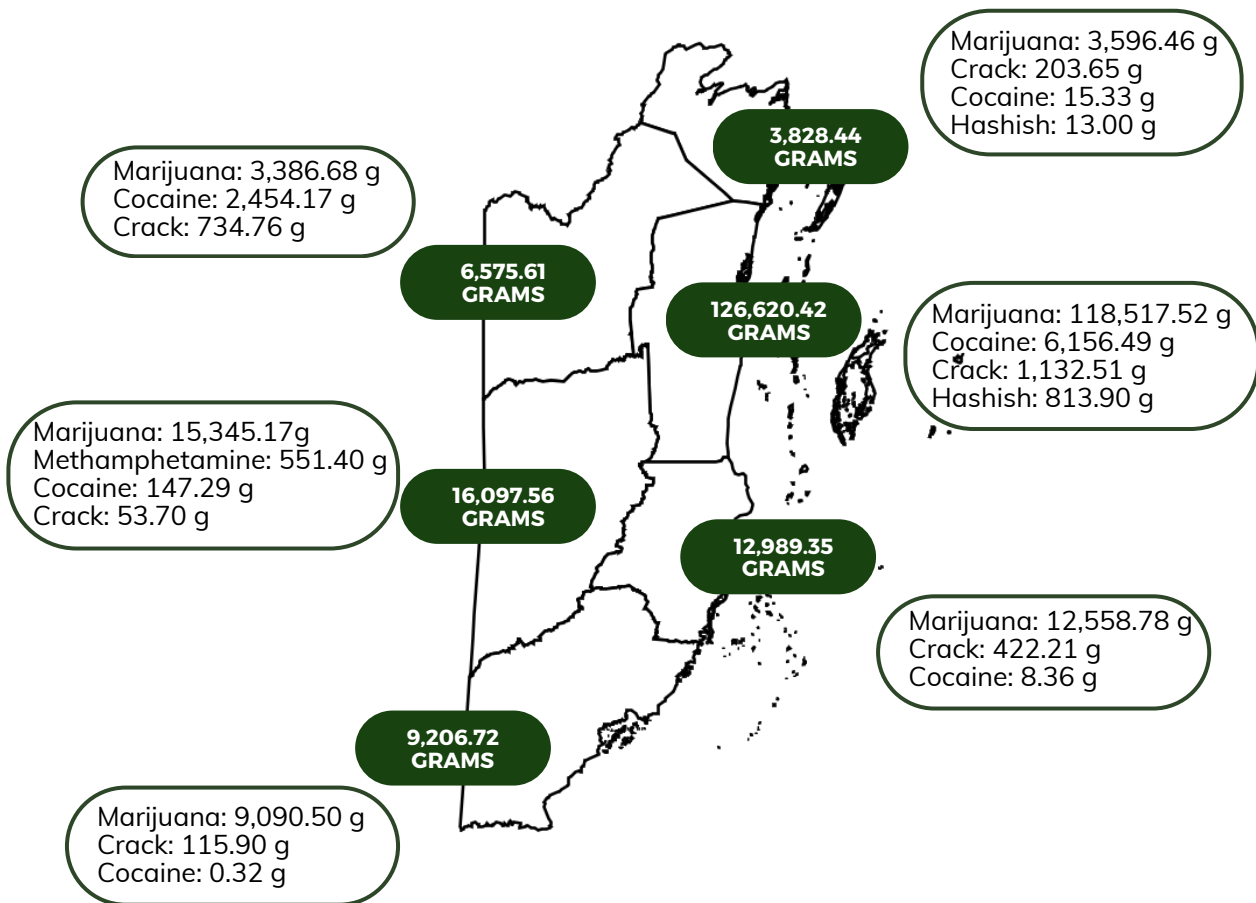 Marijuana: 3,596.46 g
Crack: 203.65 g
Cocaine: 15.33 g
Hashish: 13.00 g
3,828.44
GRAMS
Marijuana: 3,386.68 g
Cocaine: 2,454.17 g
Crack: 734.76 g
6,575.61
GRAMS
126,620.42
GRAMS
Marijuana: 118,517.52 g
Cocaine: 6,156.49 g
Crack: 1,132.51 g
Hashish: 813.90 g
Marijuana: 15,345.17g
Methamphetamine: 551.40 g
Cocaine: 147.29 g
Crack: 53.70 g
16,097.56
GRAMS
12,989.35
GRAMS
Marijuana: 12,558.78 g
Crack: 422.21 g
Cocaine: 8.36 g
9,206.72
GRAMS
Marijuana: 9,090.50 g
Crack: 115.90 g
Cocaine: 0.32 g